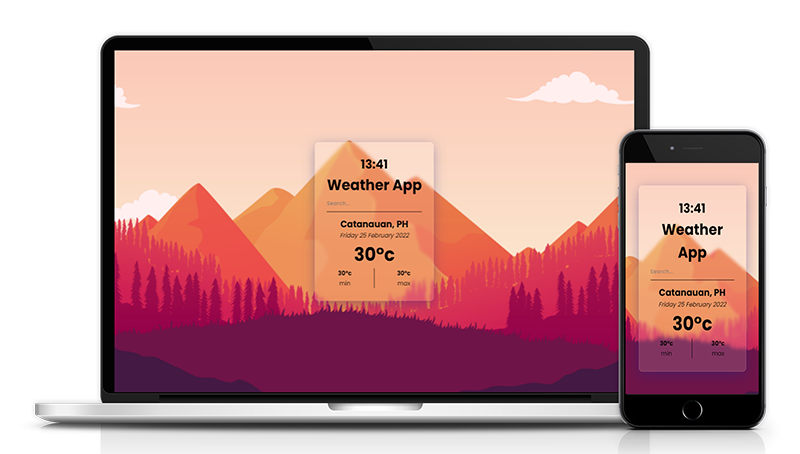 13:41
Weather App
Search...
Catanauan, PH
Friday 25 February 2022
30°c
30°c 30°c
min max
13:41
Weather
App
Search...
Catanauan, PH
Friday 25 February 2022
30°c
30°c 30°c
min max